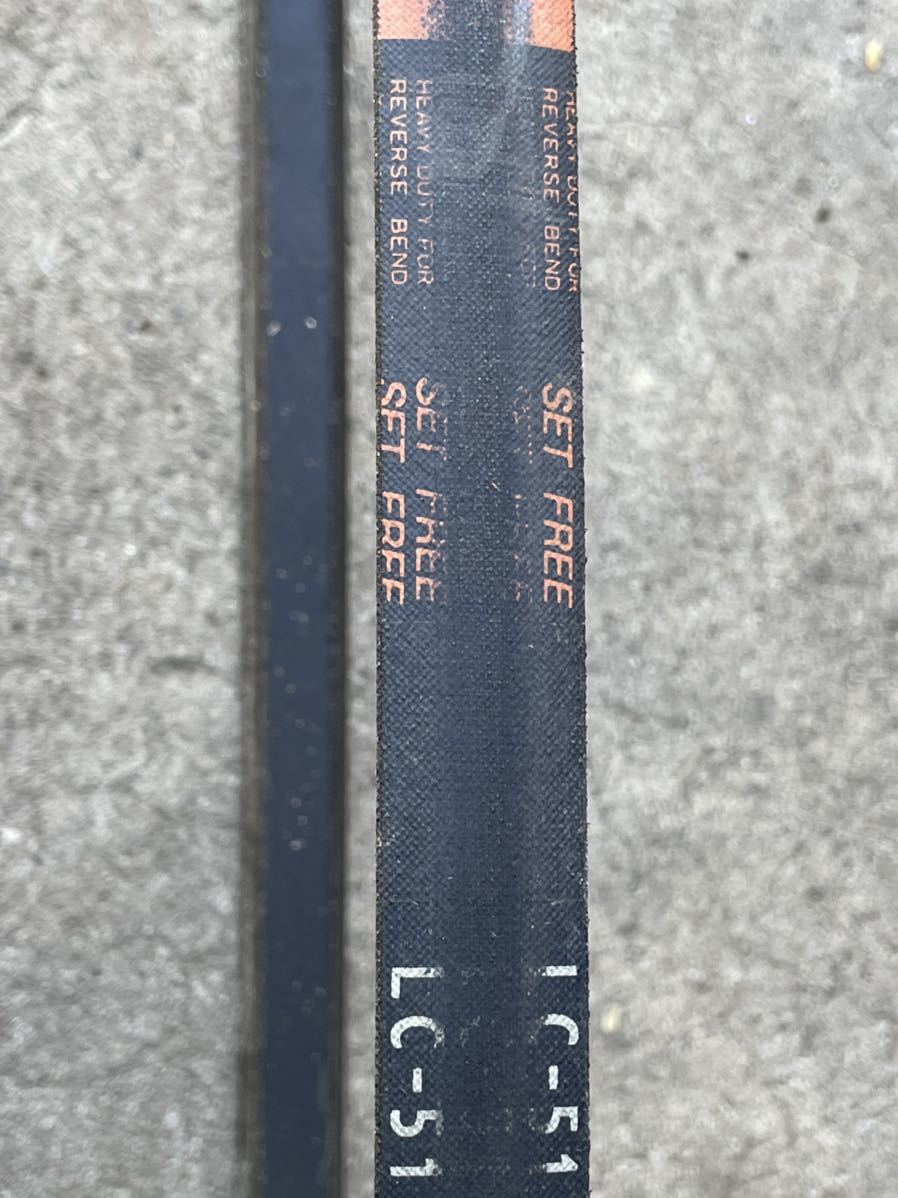 HEAVY DUTY FOR
REVERSE BEND
HEAVY DUTY FOR
REVERSE BEND
SET FREE
SET FREE
SET FREE
LC-51
LC-51